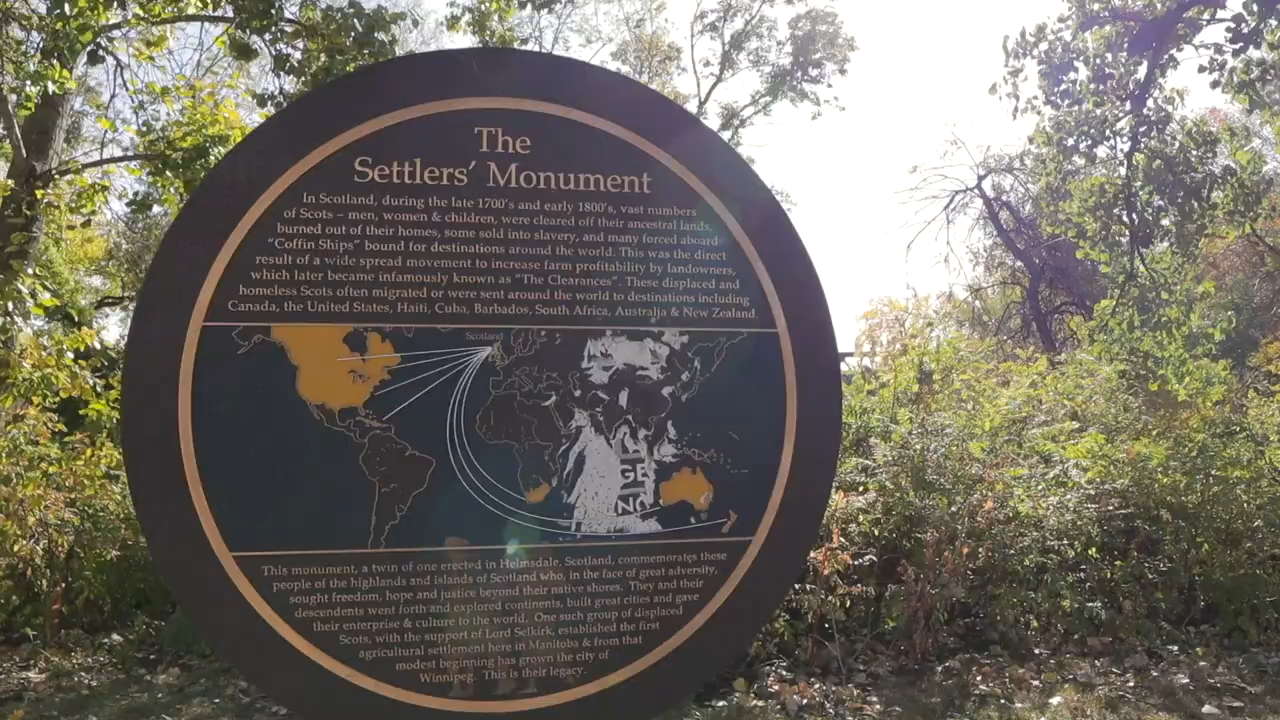 The
Settlers' Monument
In Scotland, during the late 1700's and early 1800's, vast numbers
of Scots – men, women & children, were cleared off their ancestral lands,
burned out of their homes, some sold into slavery, and many forced aboard
"Coffin Ships" bound for destinations around the world. This was the direct
result of a wide spread movement to increase farm profitability by landowners,
which later became infamously known as "The Clearances". These displaced and
homeless Scots often migrated or were sent around the world to destinations including
Canada, the United States, Haiti, Cuba, Barbados, South Africa, Australia & New Zealand.
Scotland
GE
NO
This monument, a twin of one erected in Helmsdale, Scotland, commemorates these
people of the highlands and islands of Scotland who, in the face of great adversity,
sought freedom, hope and justice beyond their native shores. They and their
descendents went forth and explored continents, built great cities and gave
their enterprise & culture to the world. One such group of displaced
Scots, with the support of Lord Selkirk, established the first
agricultural settlement here in Manitoba & from that
modest beginning has grown the city of
Winnipeg. This is their legacy.